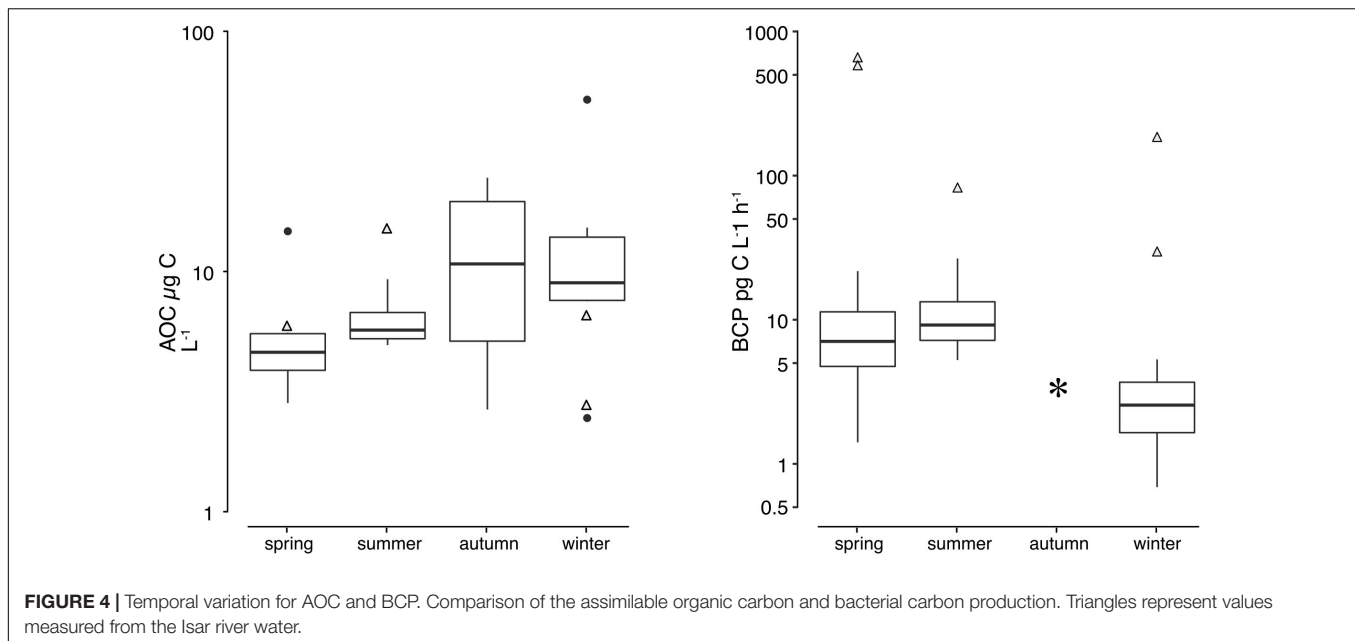 100
10
1
AOC µg C
L-1
spring summer autumn winter
1000
500
100
50
10
5
1
0.5
BCP pg C L-1 h-1
*
spring summer autumn winter
FIGURE 4 | Temporal variation for AOC and BCP. Comparison of the assimilable organic carbon and bacterial carbon production. Triangles represent values
measured from the Isar river water.